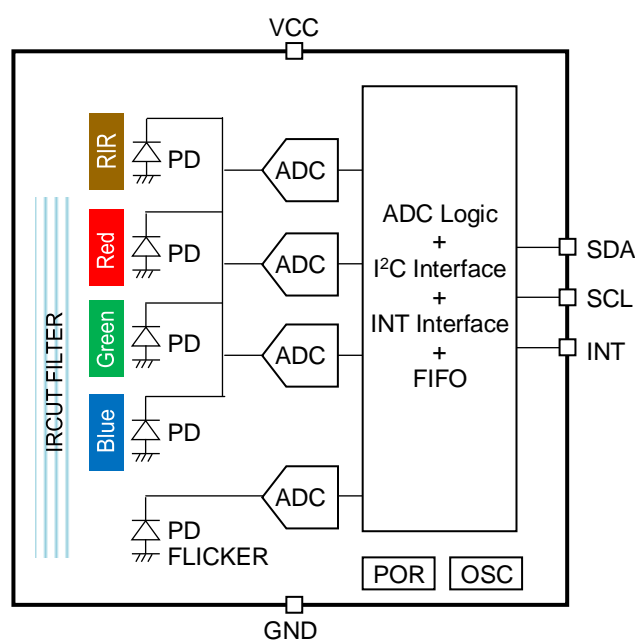 VCC
RIR
PD
ADC
Red
PD
ADC
Green
PD
ADC
Blue
PD
IRCUT FILTER
ADC
PD
FLICKER
ADC Logic
+
I²C Interface
+
INT Interface
+
FIFO
SDA
SCL
INT
POR
OSC
GND